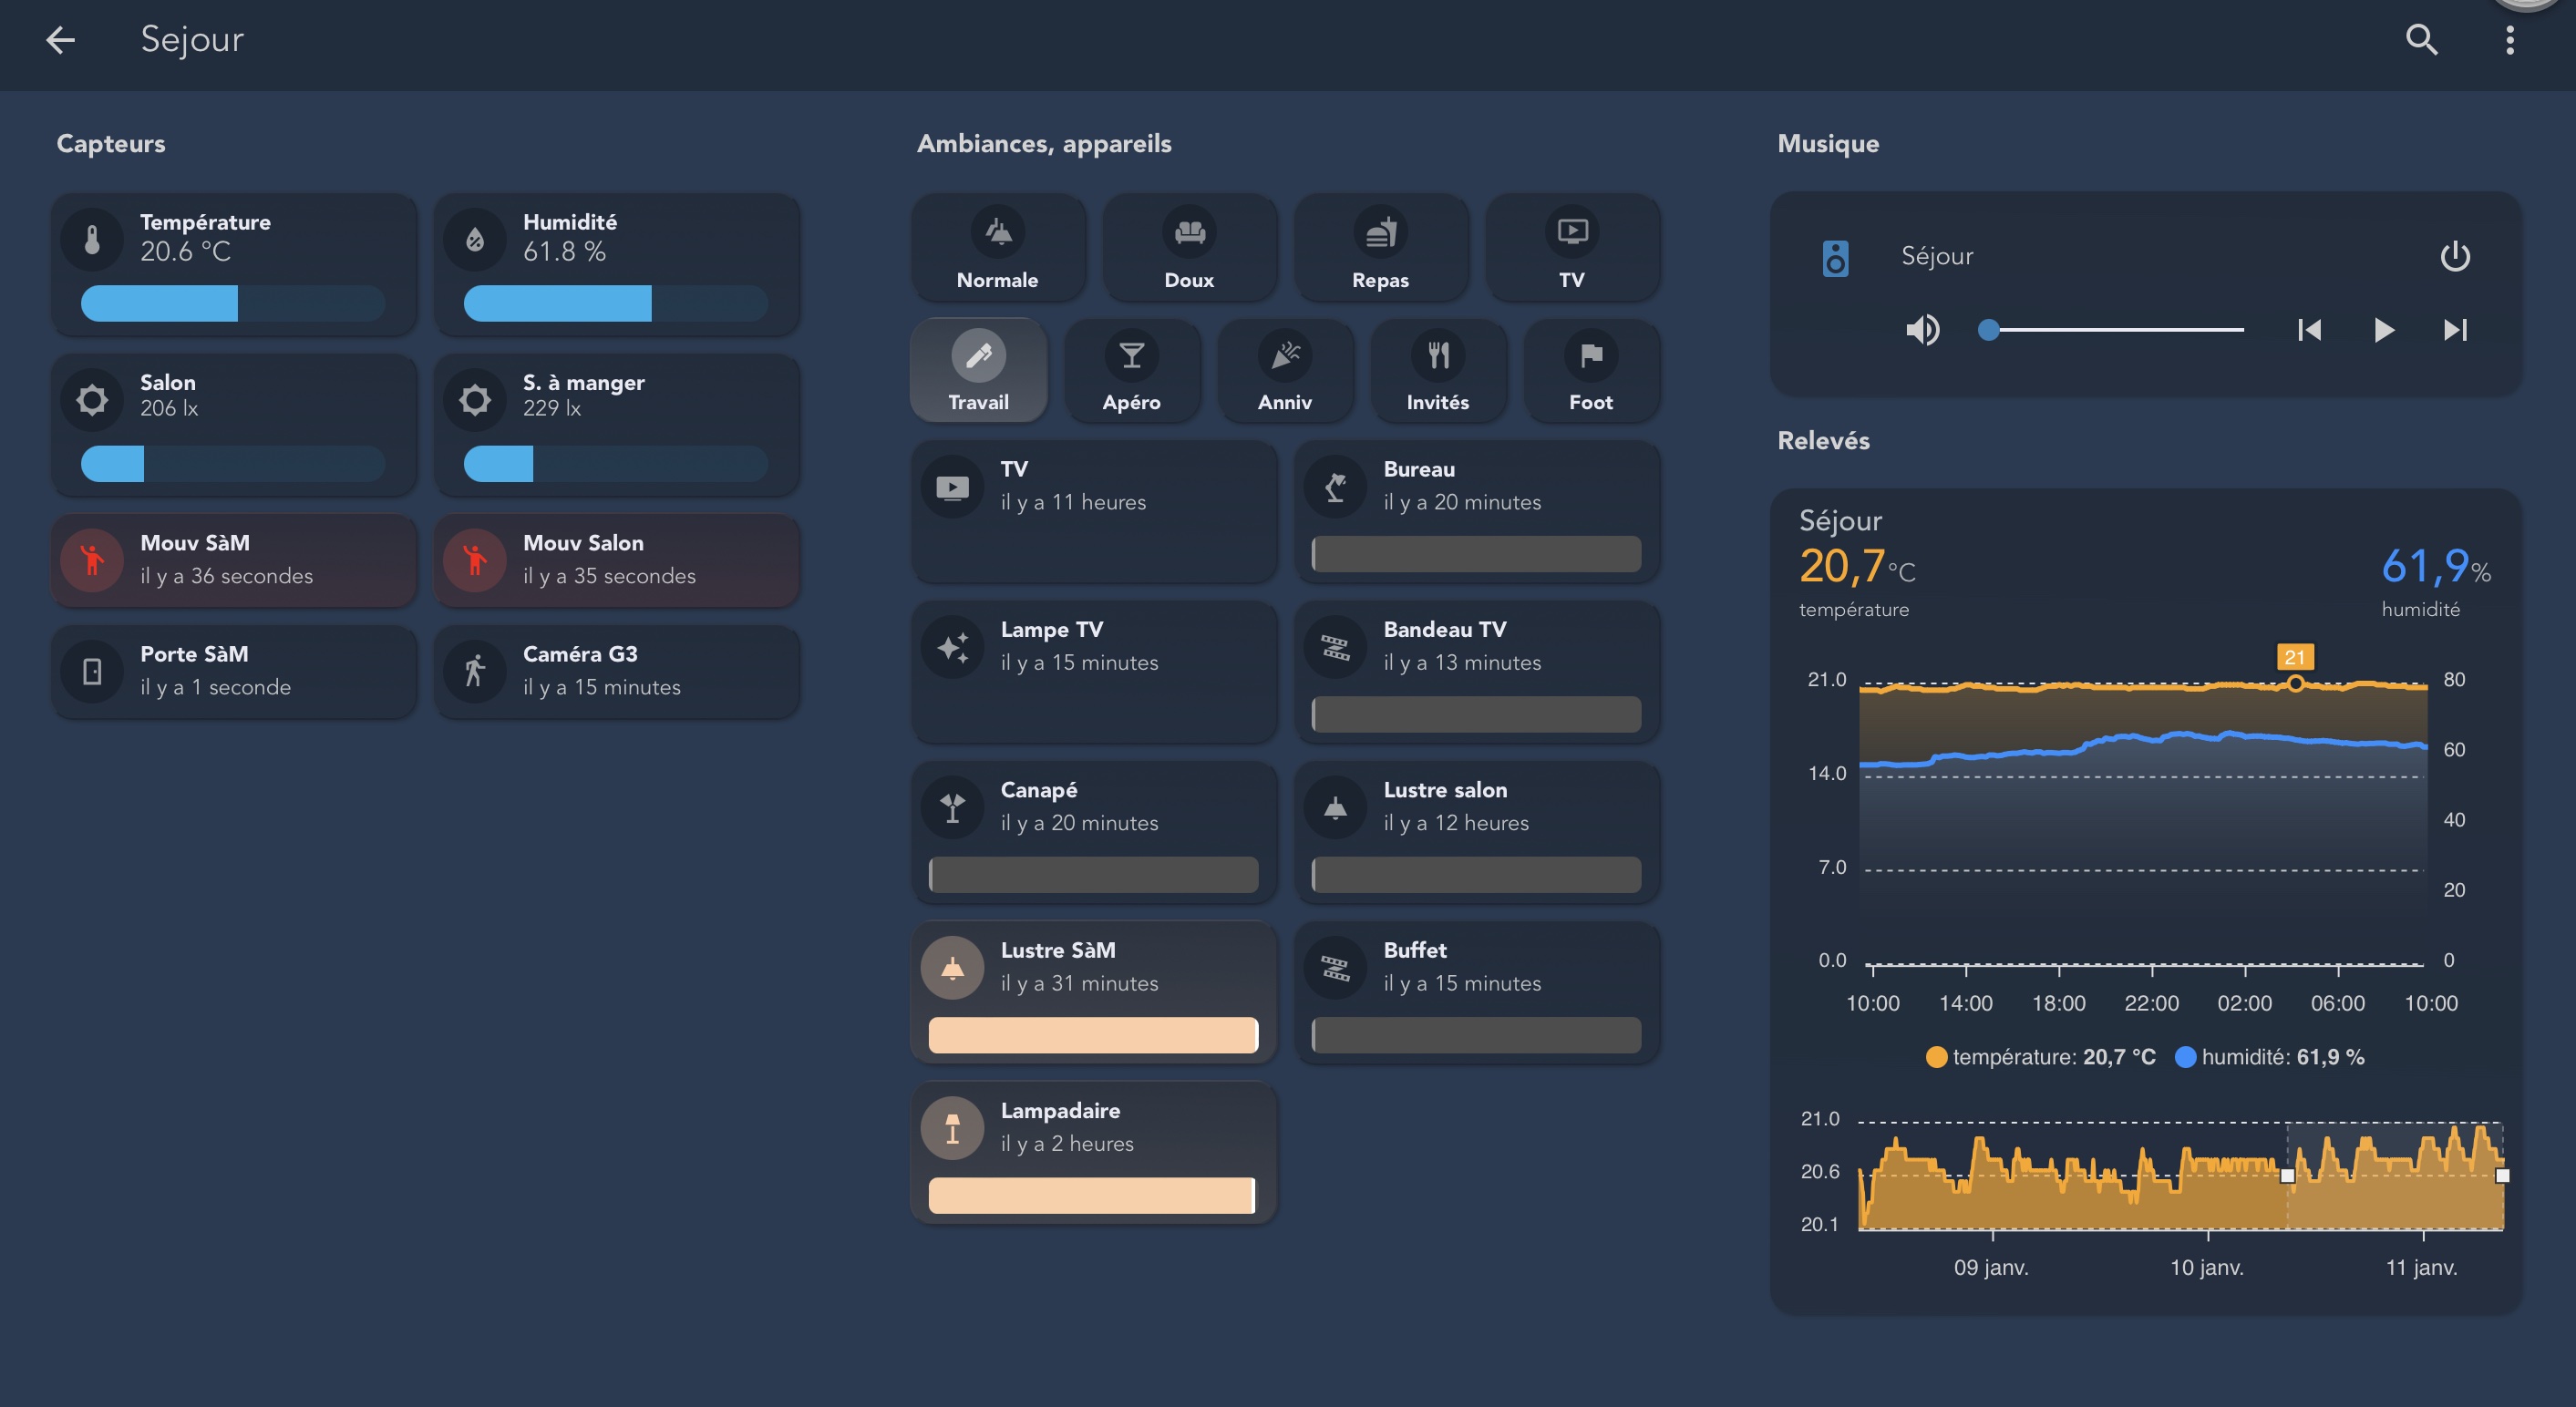 Sejour
Capteurs
Température
20.6 °C
Humidité
61.8 %
Salon
206 lx
S. à manger
229 lx
Mouv SàM
il y a 36 secondes
Mouv Salon
il y a 35 secondes
Porte SàM
il y a 1 seconde
Caméra G3
il y a 15 minutes
Ambiances, appareils
Normale
Doux
Repas
TV
Travail
Apéro
Anniv
Invités
Foot
TV
il y a 11 heures
Bureau
il y a 20 minutes
Lampe TV
il y a 15 minutes
Bandeau TV
il y a 13 minutes
Canapé
il y a 20 minutes
Lustre salon
il y a 12 heures
Lustre SàM
il y a 31 minutes
Buffet
il y a 15 minutes
Lampadaire
il y a 2 heures
Musique
Séjour
Relevés
Séjour
20,7°C
température
61,9%
humidité
21
21.0
14.0
7.0
0.0
80
60
40
20
0
10:00 14:00 18:00 22:00 02:00 06:00 10:00
température: 20,7 °C humidité: 61,9 %
21.0
20.6
20.1
09 janv. 10 janv. 11 janv.